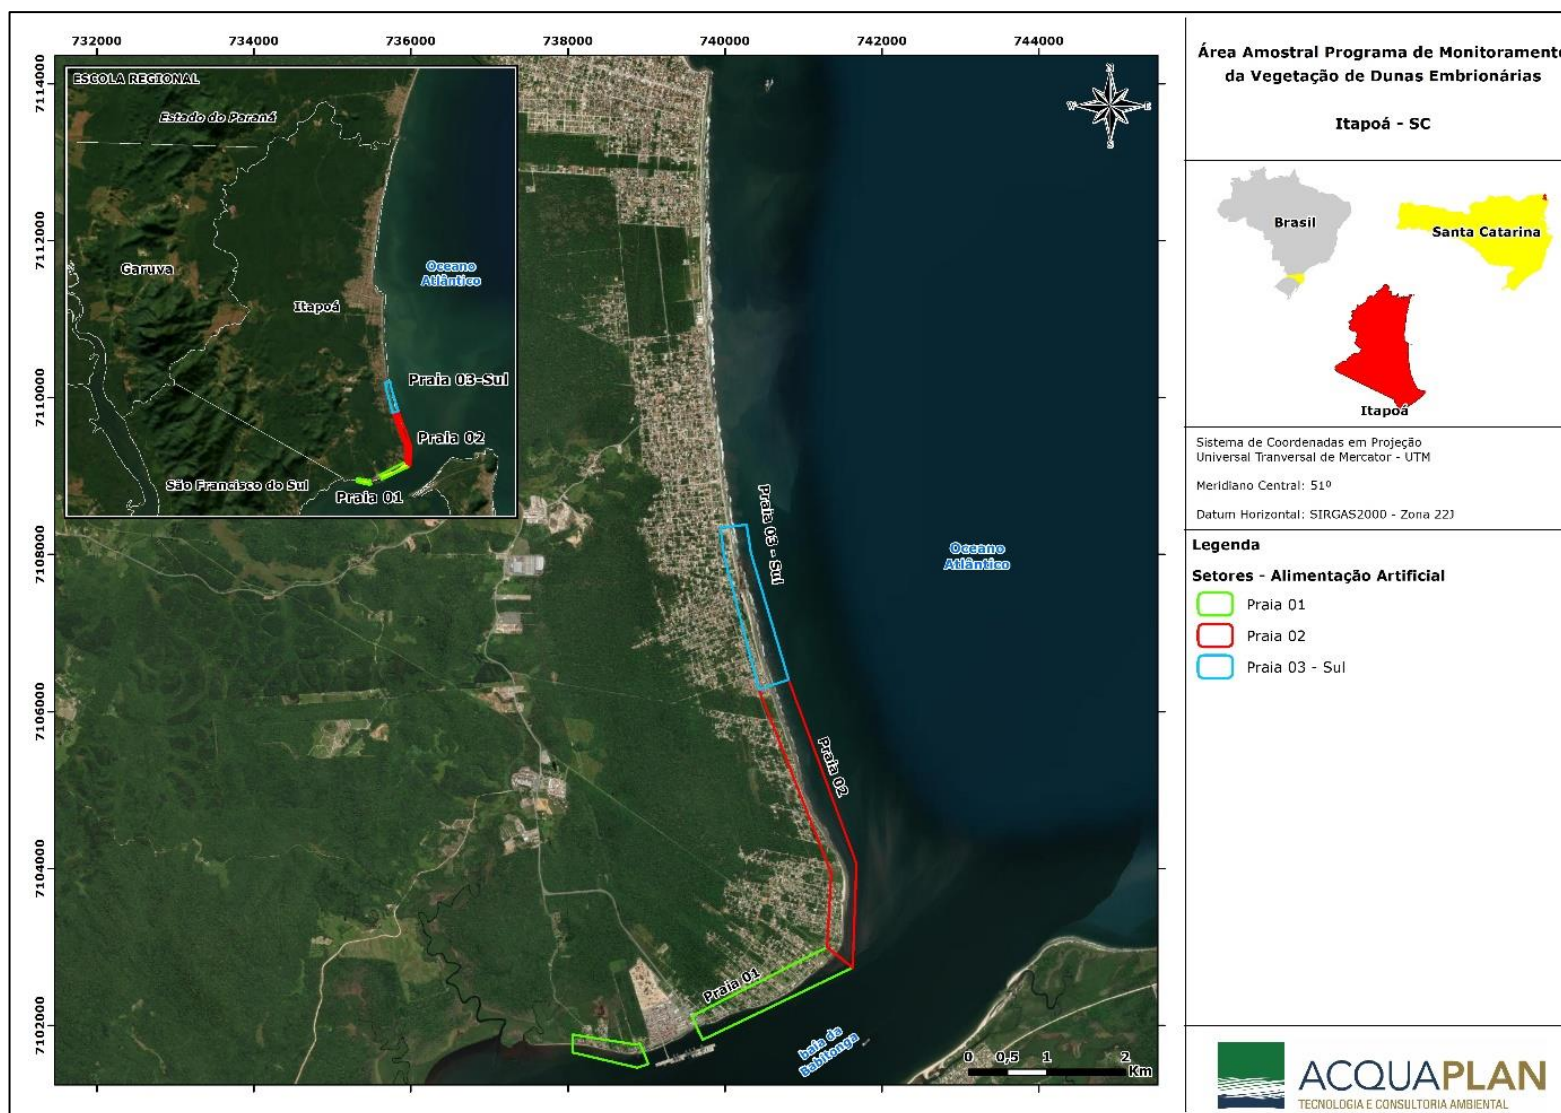 732000
734000
736000
738000
740000
742000
744000
7114000
7112000
7110000
7108000
7106000
7104000
7102000
ESCOLA REGIONAL
Estado do Paraná
Garuva
Itapoá
Oceano
Atlântico
Praia 03-Sul
Praia 02
São Francisco do Sul
Praia 01
N
W
E
S
Praia 03 - Sul
Oceano
Atlântico
Praia 02
Praia 01
baía da
Babitonga
0 0,5 1 2
Km
Área Amostral Programa de Monitoramento
da Vegetação de Dunas Embrionárias
Itapoá - SC
Brasil
Santa Catarina
Itapoá
Sistema de Coordenadas em Projeção
Universal Tranversal de Mercator - UTM
Meridiano Central: 51º
Datum Horizontal: SIRGAS2000 - Zona 22J
Legenda
Setores - Alimentação Artificial
Praia 01
Praia 02
Praia 03 - Sul
ACQUAPLAN
TECNOLOGIA E CONSULTORIA AMBIENTAL